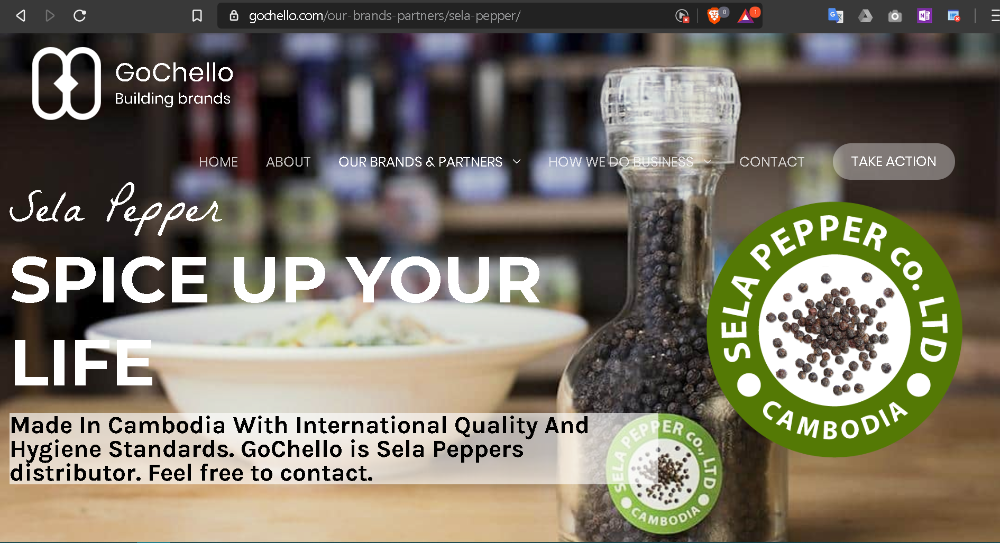 gochello.com/our-brands-partners/sela-pepper/
8
1
GoChello
Building brands
HOME ABOUT OUR BRANDS & PARTNERS HOW WE DO BUSINESS CONTACT TAKE ACTION
Sela Pepper
SPICE UP YOUR
LIFE
Made In Cambodia With International Quality And
Hygiene Standards. GoChello is Sela Peppers
distributor. Feel free to contact.
SELA PEPPER co. LTD
CAMBODIA
SELA PEPPER co., LTD
CAMBODIA